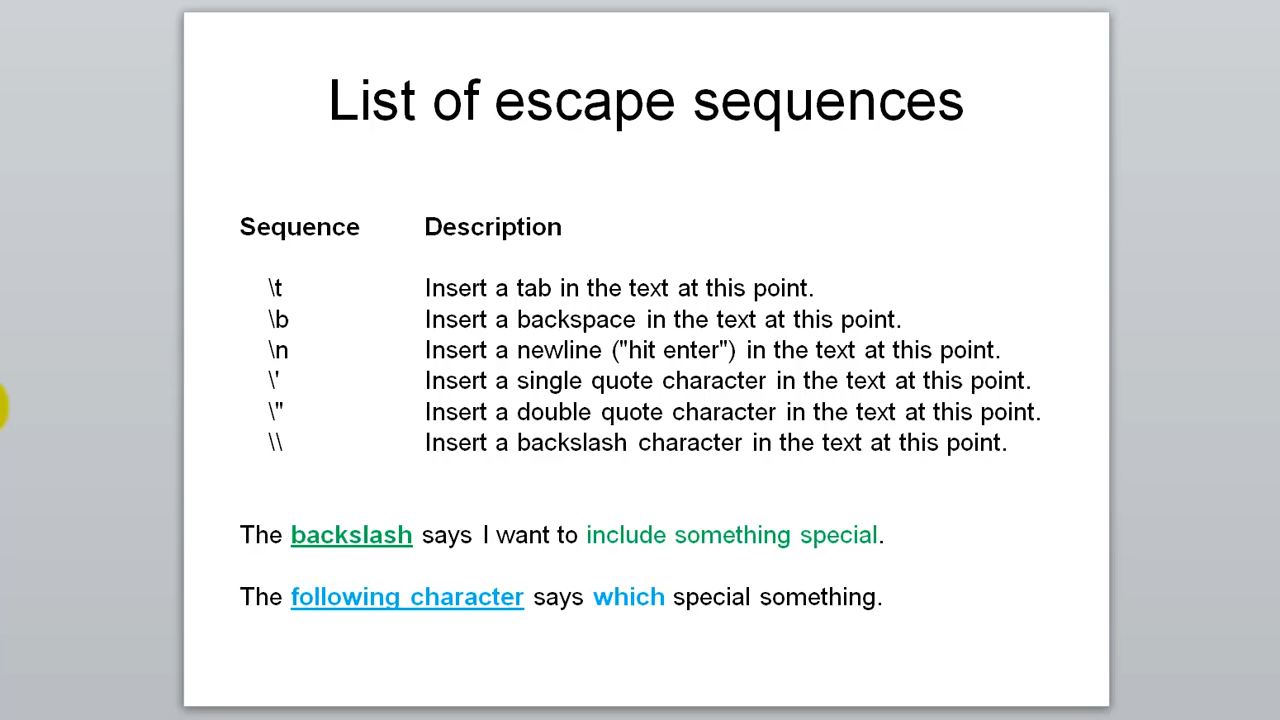 List of escape sequences
Sequence Description
\t Insert a tab in the text at this point.
\b Insert a backspace in the text at this point.
\n Insert a newline ("hit enter") in the text at this point.
\' Insert a single quote character in the text at this point.
\" Insert a double quote character in the text at this point.
\\ Insert a backslash character in the text at this point.
The backslash says I want to include something special.
The following character says which special something.